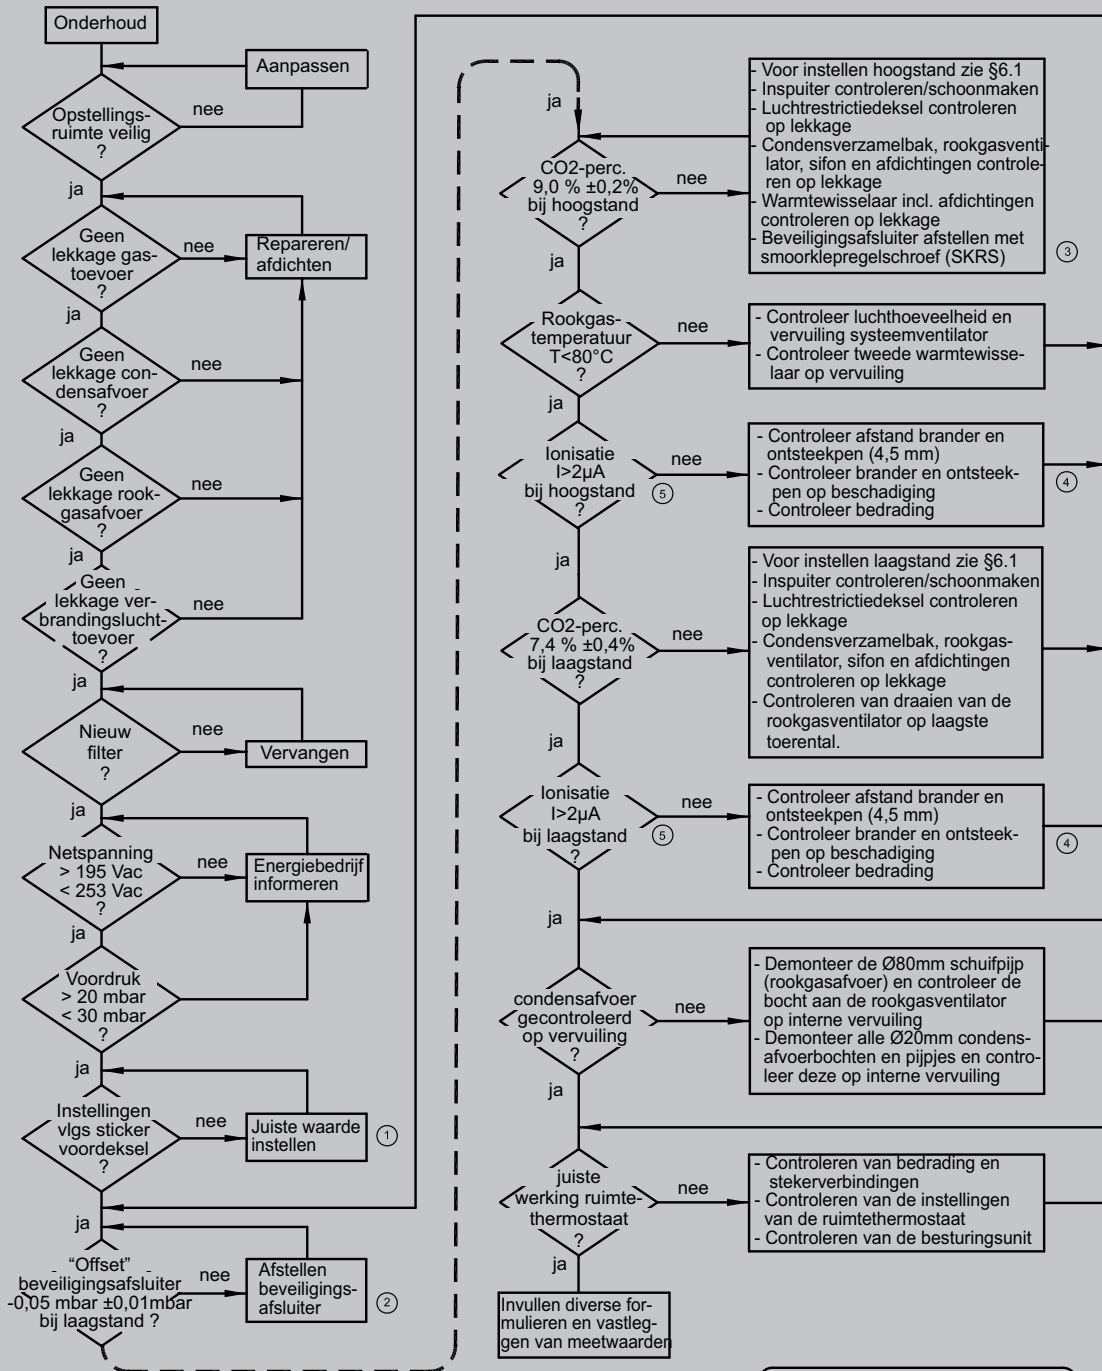 Onderhoud
Aanpassen
nee
Opstellings-
ruimte veilig
?
ja
Geen
lekkage gas-
toevoer
?
nee
Repareren/
afdichten
ja
Geen
lekkage con-
densafvoer
?
nee
ja
Geen
lekkage rook-
gasafvoer
?
nee
ja
Geen
lekkage ver-
brandingslucht-
toevoer
?
nee
ja
Nieuw
filter
?
nee
Vervangen
ja
Netspanning
> 195 Vac
< 253 Vac
?
nee
Energiebedrijf
informeren
ja
Voordruk
> 20 mbar
< 30 mbar
?
ja
Instellingen
vlgs sticker
voordeksel
?
nee
Juiste waarde
instellen
1
ja
“Offset”
beveiligingsafsluiter
-0,05 mbar ±0,01mbar
bij laagstand ?
nee
Afstellen
beveiligings-
afsluiter
2
ja
CO2-perc.
9,0 % ±0,2%
bij hoogstand
?
nee
- Voor instellen hoogstand zie §6.1
- Inspuiter controleren/schoonmaken
- Luchtrestrictiedeksel controleren
op lekkage
- Condensverzamelbak, rookgasventi-
lator, sifon en afdichtingen controle-
ren op lekkage
- Warmtewisselaar incl. afdichtingen
controleren op lekkage
- Beveiligingsafsluiter afstellen met
smoorklepregelschroef (SKRS)
3
ja
Rookgas-
temperatuur
T<80°C
?
nee
- Controleer luchthoeveelheid en
vervuiling systeemventilator
- Controleer tweede warmtewisse-
laar op vervuiling
ja
Ionisatie
I>2µA
bij hoogstand
?
nee
5
- Controleer afstand brander en
ontsteekpen (4,5 mm)
- Controleer brander en ontsteek-
pen op beschadiging
- Controleer bedrading
4
ja
CO2-perc.
7,4 % ±0,4%
bij laagstand
?
nee
- Voor instellen laagstand zie §6.1
- Inspuiter controleren/schoonmaken
- Luchtrestrictiedeksel controleren
op lekkage
- Condensverzamelbak, rookgas-
ventilator, sifon en afdichtingen
controleren op lekkage
- Controleren van draaien van de
rookgasventilator op laagste
toerental.
ja
Ionisatie
I>2µA
bij laagstand
?
nee
5
- Controleer afstand brander en
ontsteekpen (4,5 mm)
- Controleer brander en ontsteek-
pen op beschadiging
- Controleer bedrading
4
ja
condensafvoer
gecontroleerd
op vervuiling
?
nee
- Demonteer de Ø80mm schuifpijp
(rookgasafvoer) en controleer de
bocht aan de rookgasventilator
op interne vervuiling
- Demonteer alle Ø20mm condens-
afvoerbochten en pijpjes en contro-
leer deze op interne vervuiling
ja
juiste
werking ruimte-
thermostaat
?
nee
- Controleren van bedrading en
stekerverbindingen
- Controleren van de instellingen
van de ruimtethermostaat
- Controleren van de besturingsunit
ja
Invullen diverse for-
mulieren en vastleg-
gen van meetwaarden